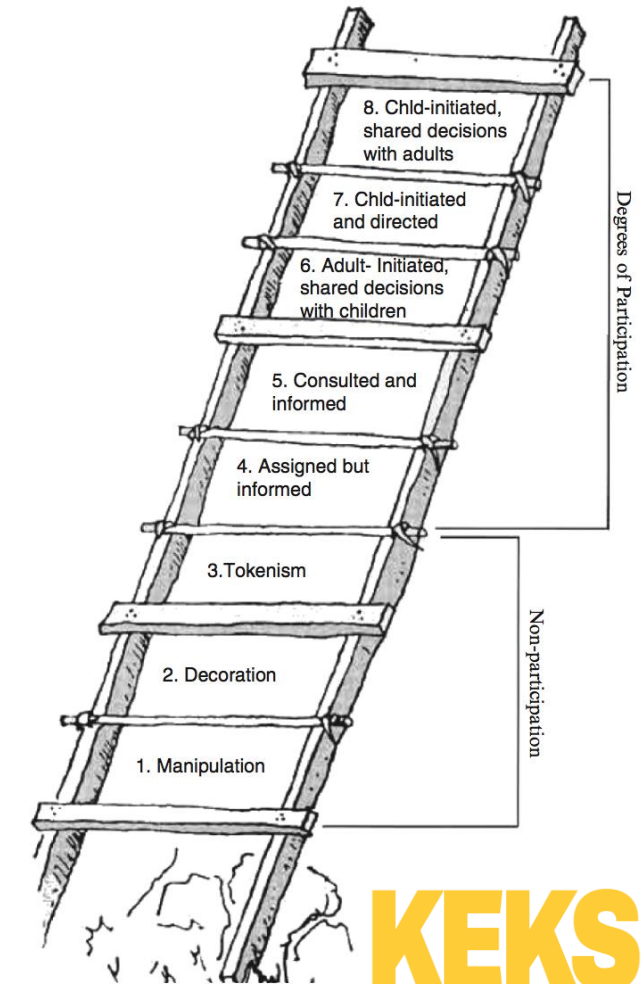 8. Chld-initiated,
shared decisions
with adults
7. Chld-initiated
and directed
6. Adult- Initiated,
shared decisions
with children
5. Consulted and
informed
4. Assigned but
informed
3.Tokenism
2. Decoration
1. Manipulation
Degrees of Participation
Non-participation
KEKS